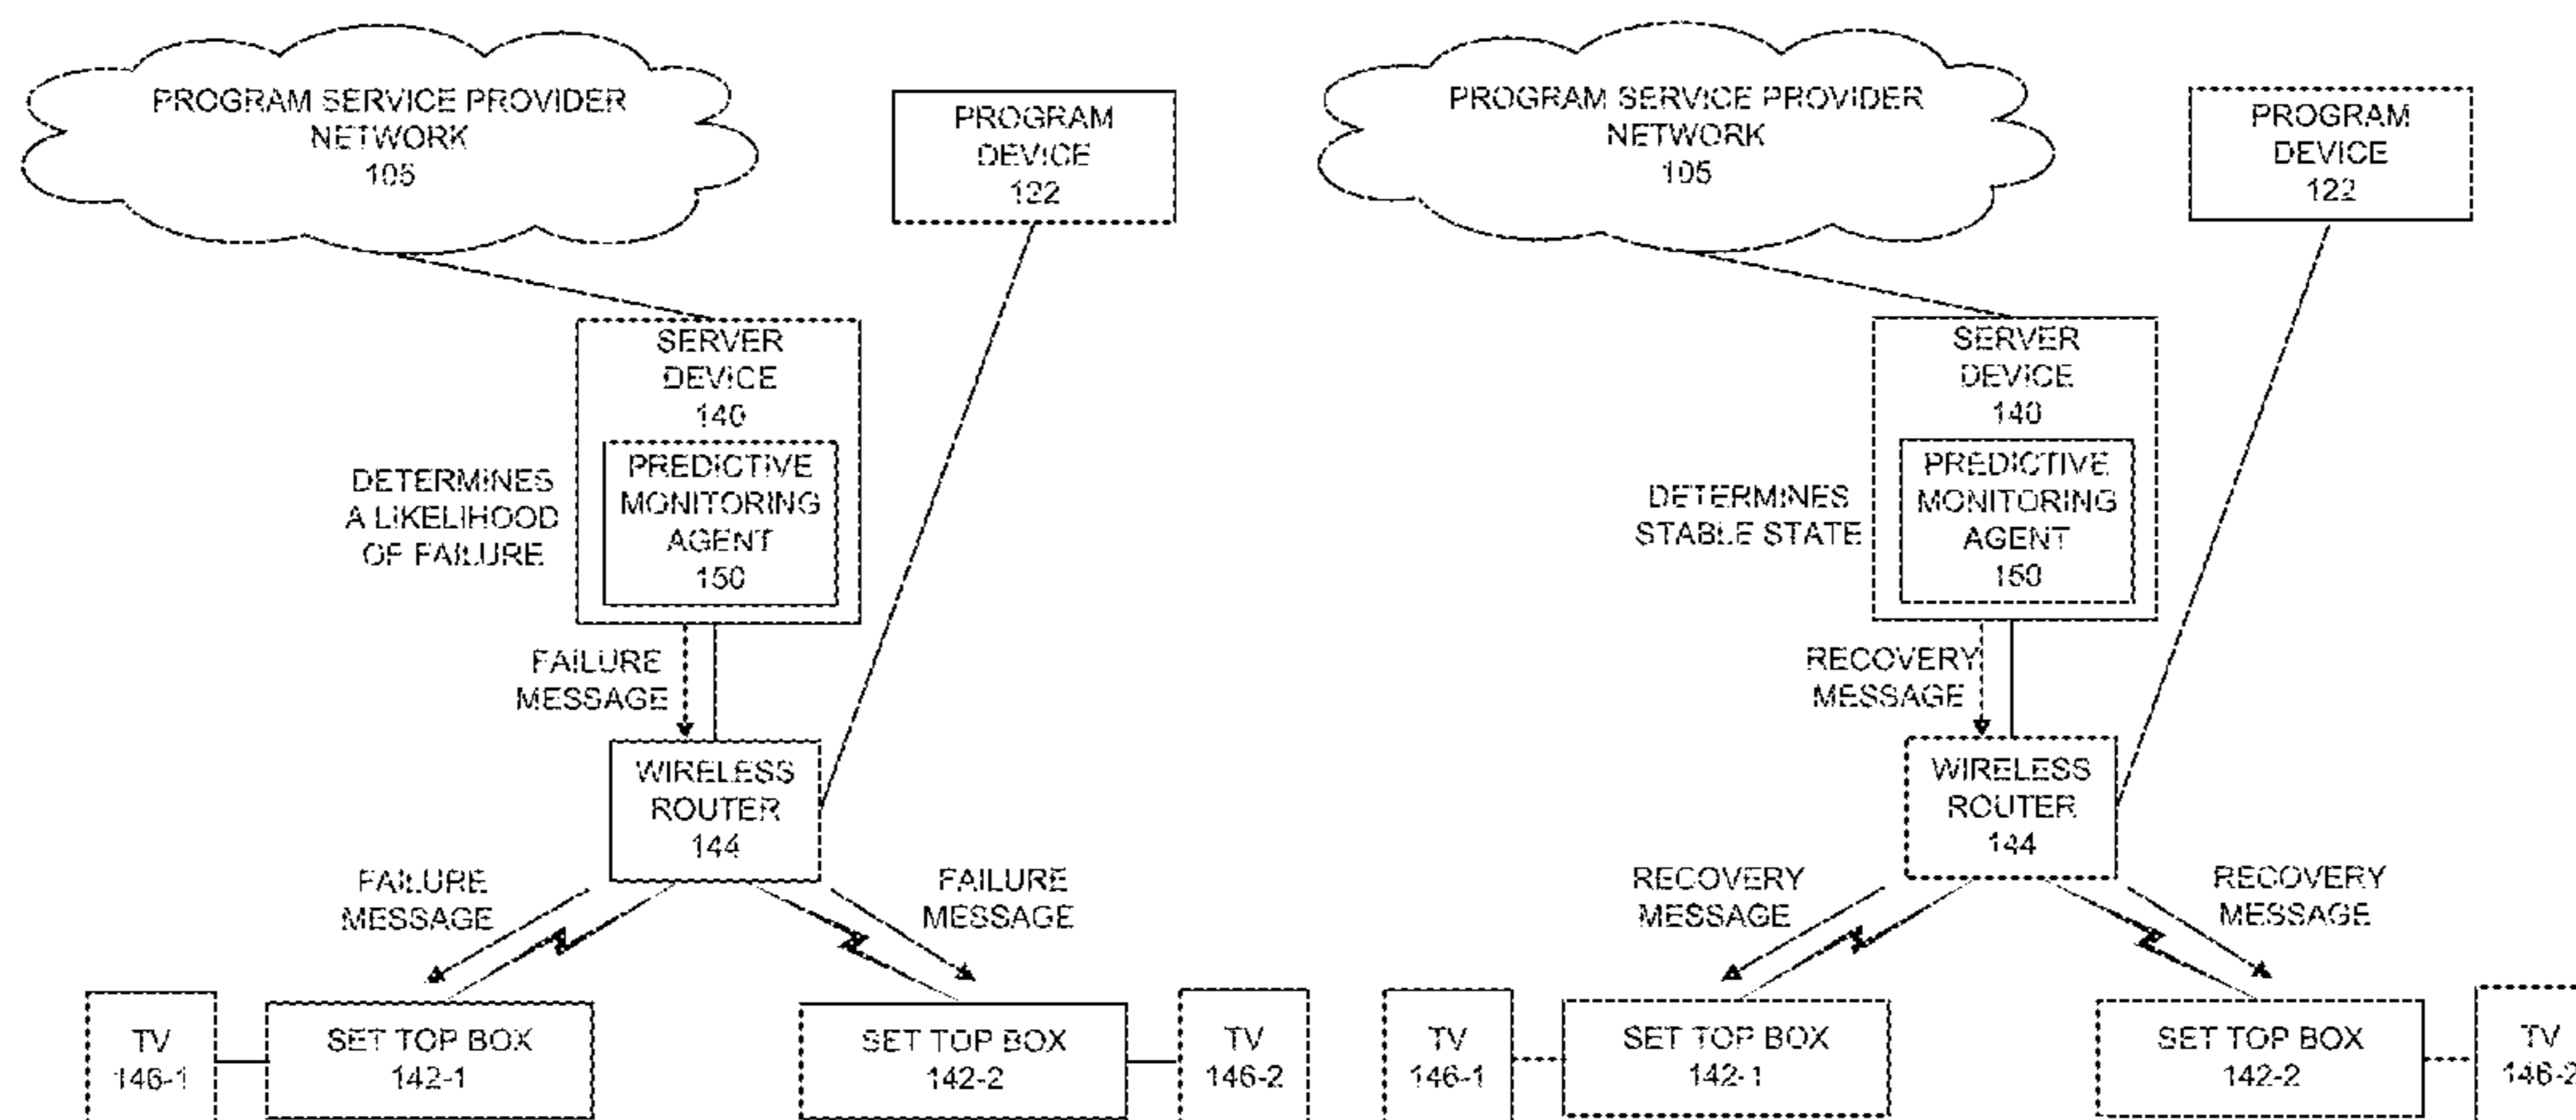 PROGRAM SERVICE PROVIDER
NETWORK
105
PROGRAM
DEVICE
122
SERVER
DEVICE
140
PREDICTIVE
MONITORING
AGENT
150
DETERMINES
A LIKELIHOOD
OF FAILURE
FAILURE
MESSAGE
WIRELESS
ROUTER
144
FAILURE
MESSAGE
FAILURE
MESSAGE
TV
146-1
SET TOP BOX
142-1
SET TOP BOX
142-2
TV
146-2
PROGRAM SERVICE PROVIDER
NETWORK
105
PROGRAM
DEVICE
122
SERVER
DEVICE
140
PREDICTIVE
MONITORING
AGENT
150
DETERMINES
STABLE STATE
RECOVERY
MESSAGE
WIRELESS
ROUTER
144
RECOVERY
MESSAGE
RECOVERY
MESSAGE
TV
146-1
SET TOP BOX
142-1
SET TOP BOX
142-2
TV
146-2